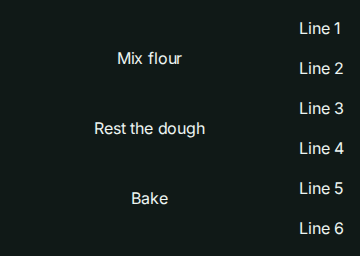 Mix flour
Rest the dough
Bake
Line 1
Line 2
Line 3
Line 4
Line 5
Line 6